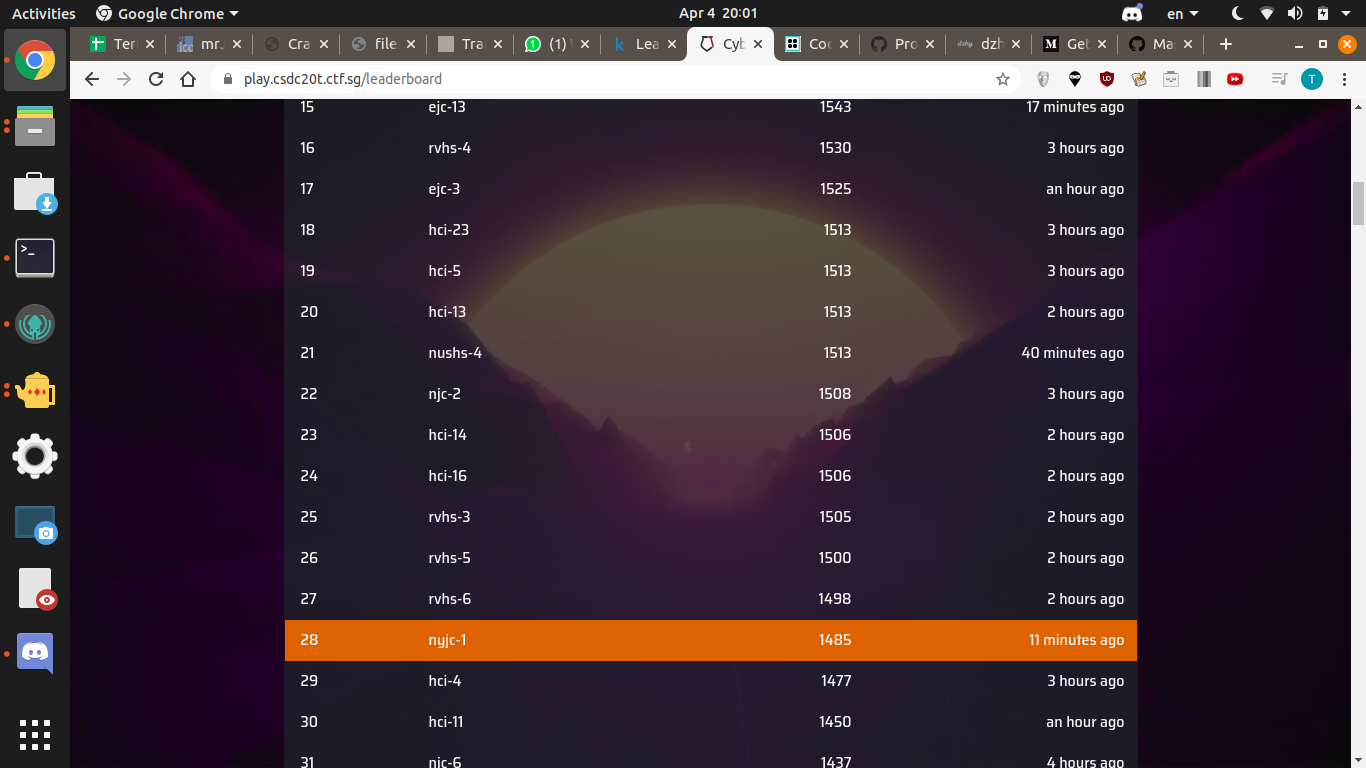 Activities Google Chrome Apr 4 20:01 en
Ter mr. Cra file Tra (1) Lea Cyb Coo Pro dzh Get Ma
play.csdc20t.ctf.sg/leaderboard T
15 ejc-13 1543 17 minutes ago
16 rvhs-4 1530 3 hours ago
17 ejc-3 1525 an hour ago
18 hci-23 1513 3 hours ago
19 hci-5 1513 3 hours ago
20 hci-13 1513 2 hours ago
21 nushs-4 1513 40 minutes ago
22 njc-2 1508 3 hours ago
23 hci-14 1506 2 hours ago
24 hci-16 1506 2 hours ago
25 rvhs-3 1505 2 hours ago
26 rvhs-5 1500 2 hours ago
27 rvhs-6 1498 2 hours ago
28 nyjc-1 1485 11 minutes ago
29 hci-4 1477 3 hours ago
30 hci-11 1450 an hour ago
31 njc-6 1437 4 hours ago